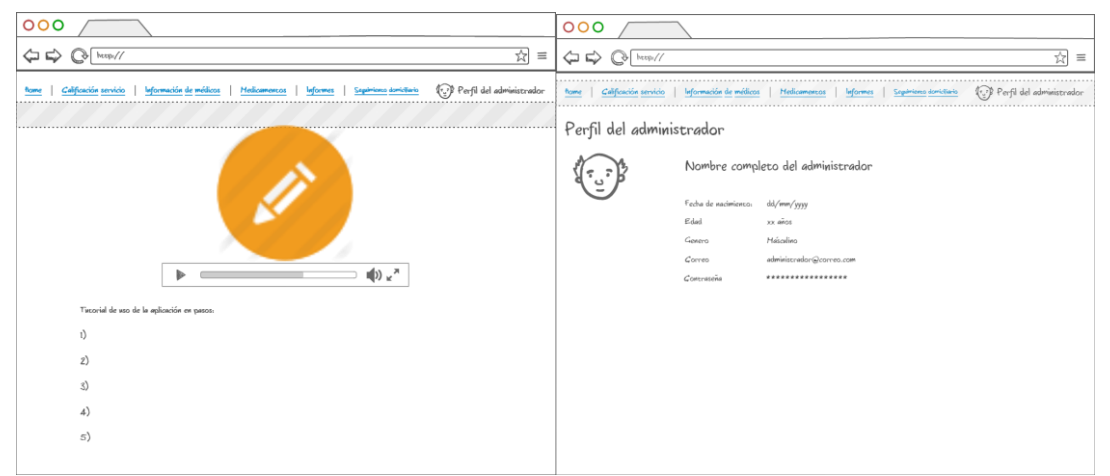 http://
Home | Calificación servicio | Información de médicos | Medicamentos | Informes | Seguimiento domiciliario Perfil del administrador
Tutorial de uso de la aplicación en pasos:
1)
2)
3)
4)
5)
http://
Home | Calificación servicio | Información de médicos | Medicamentos | Informes | Seguimiento domiciliario Perfil del administrador
Perfil del administrador
Nombre completo del administrador
Fecha de nacimiento: dd/mm/yyyy
Edad xx años
Genero Masculino
Correo administrador@correo.com
Contraseña *****************